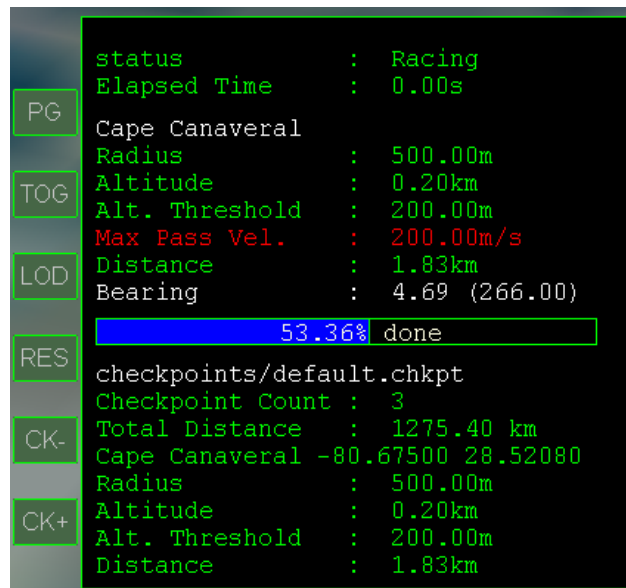 status : Racing
Elapsed Time : 0.00s
PG
Cape Canaveral
Radius : 500.00m
TOG
Altitude : 0.20km
Alt. Threshold : 200.00m
Max Pass Vel. : 200.00m/s
LOD
Distance : 1.83km
Bearing : 4.69 (266.00)
53.36% done
RES
checkpoints/default.chkpt
Checkpoint Count : 3
CK-
Total Distance : 1275.40 km
Cape Canaveral -80.67500 28.52080
Radius : 500.00m
CK+
Altitude : 0.20km
Alt. Threshold : 200.00m
Distance : 1.83km